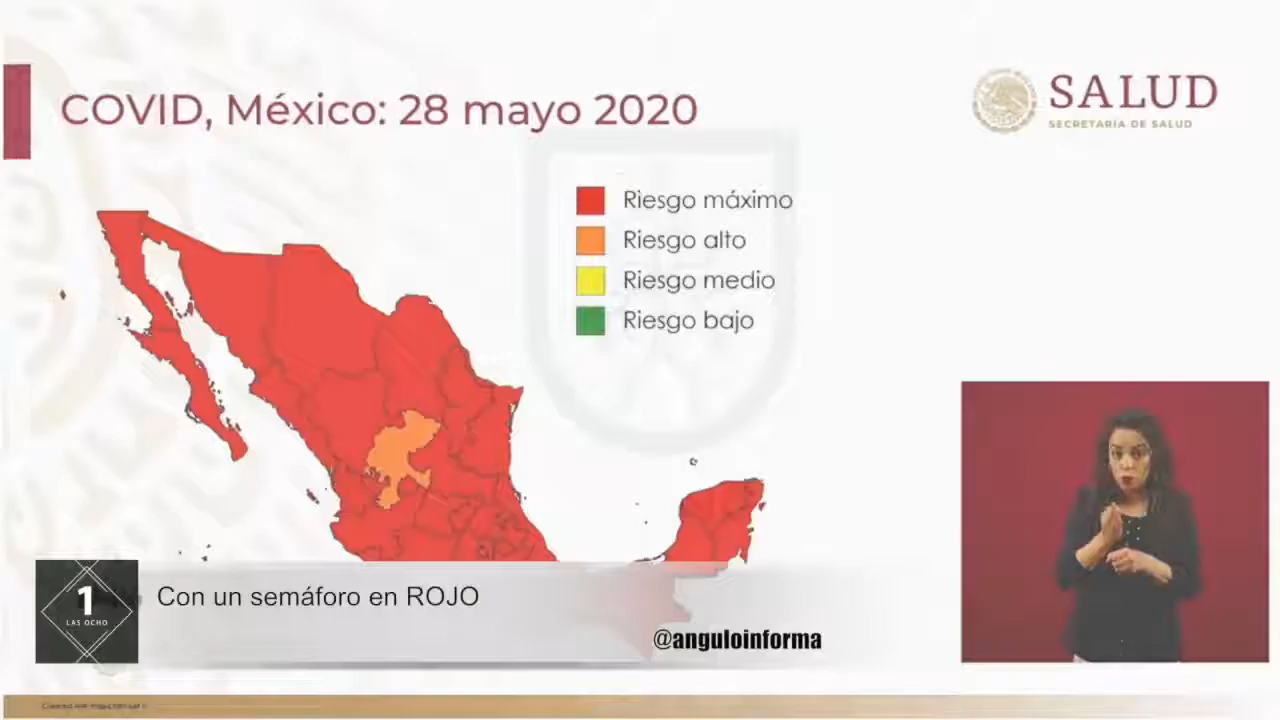 COVID, México: 28 mayo 2020
SALUD
SECRETARÍA DE SALUD
Riesgo máximo
Riesgo alto
Riesgo medio
Riesgo bajo
1
LAS OCHO
Con un semáforo en ROJO
@anguloinforma